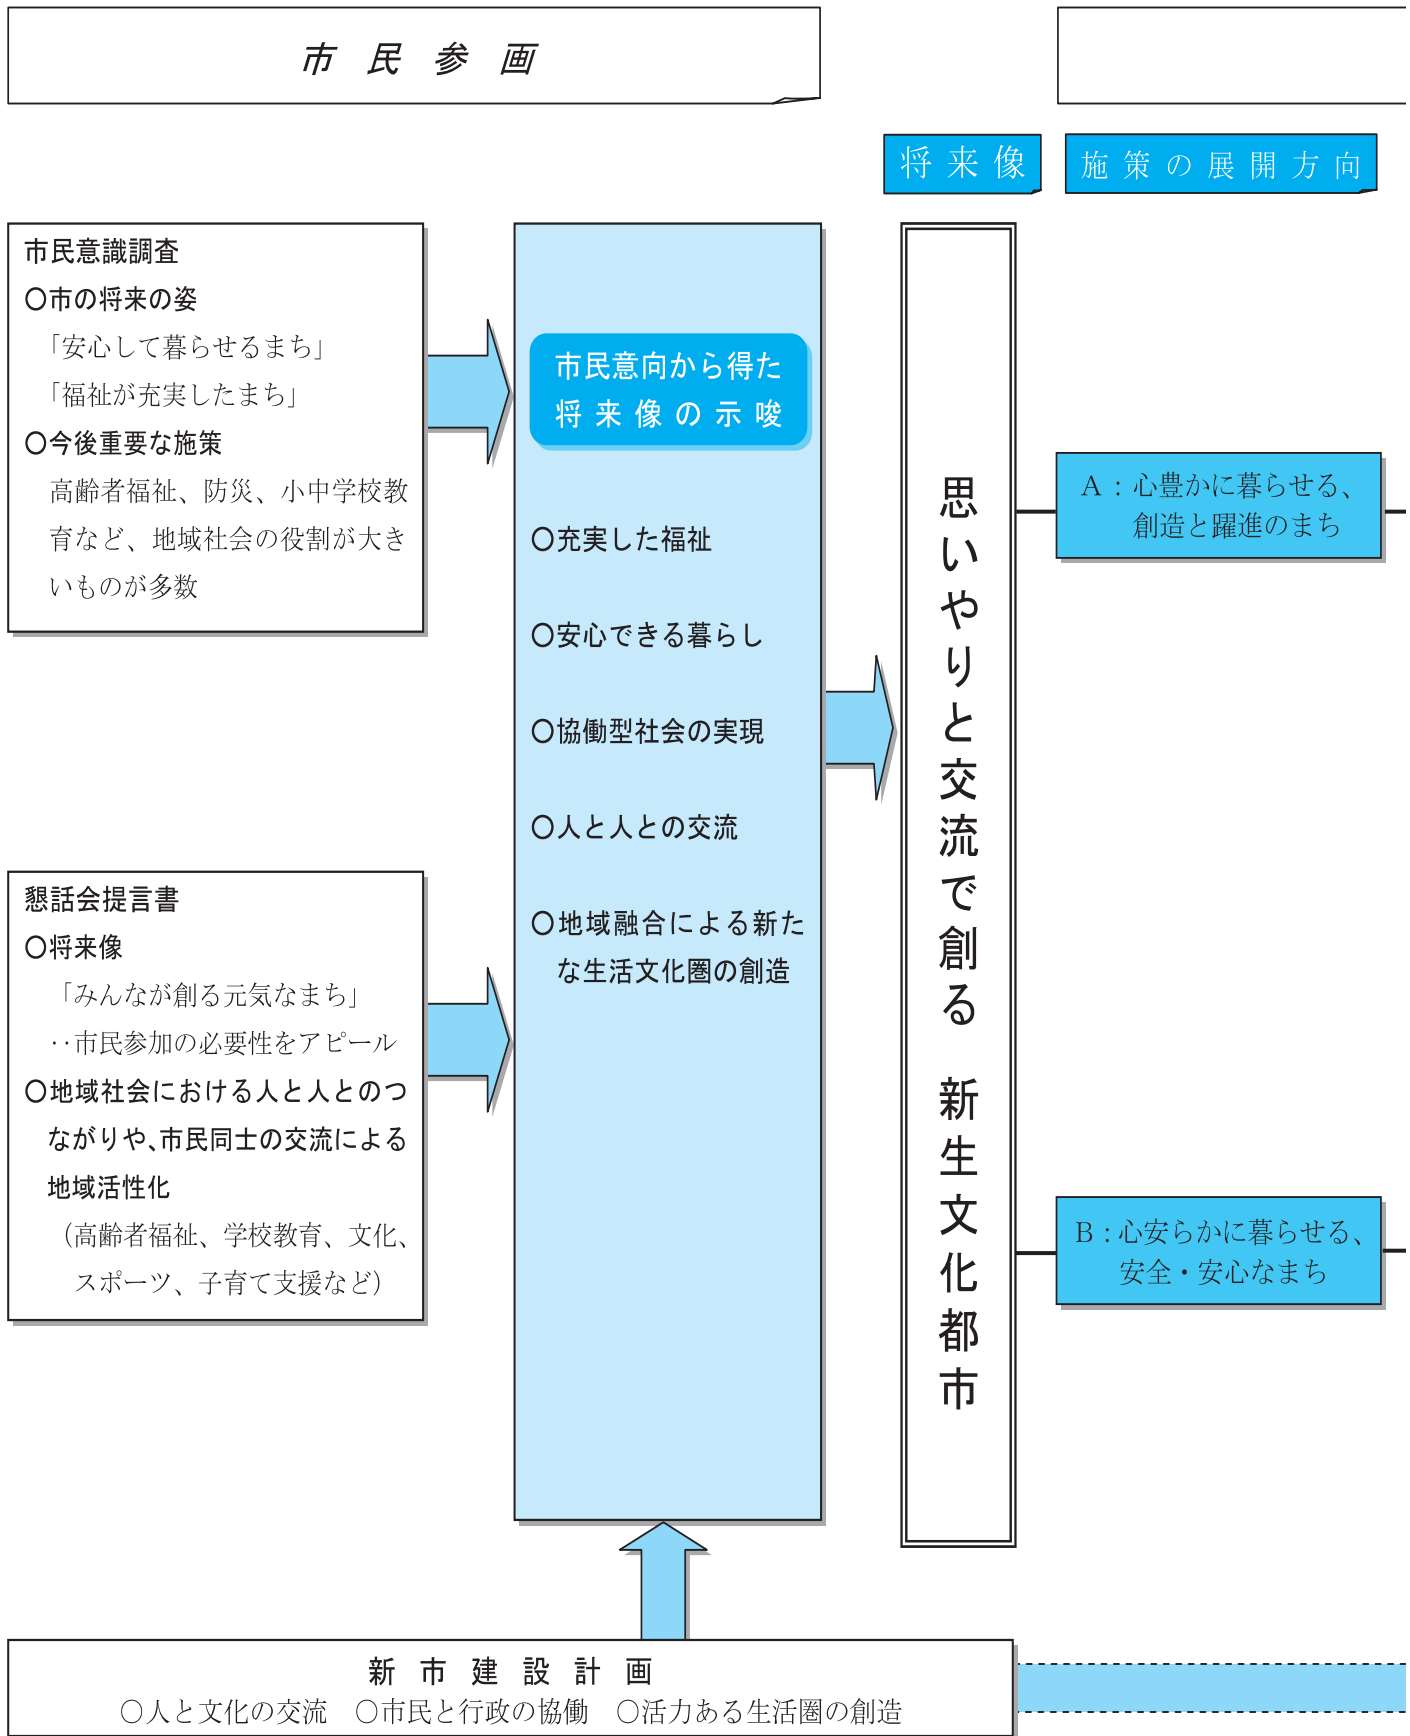 市民参画
将来像
施策の展開方向
市民意識調査
○市の将来の姿
「安心して暮らせるまち」
「福祉が充実したまち」
○今後重要な施策
高齢者福祉、防災、小中学校教
育など、地域社会の役割が大き
いものが多数
懇話会提言書
○将来像
「みんなが創る元気なまち」
‥市民参加の必要性をアピール
○地域社会における人と人とのつ
ながりや、市民同士の交流による
地域活性化
（高齢者福祉、学校教育、文化、
スポーツ、子育て支援など）
市民意向から得た
将来像の示唆
○充実した福祉
○安心できる暮らし
○協働型社会の実現
○人と人との交流
○地域融合による新た
な生活文化圏の創造
思いやりと交流で創る 新生文化都市
A：心豊かに暮らせる、
創造と躍進のまち
B：心安らかに暮らせる、
安全・安心なまち
新市建設計画
○人と文化の交流 ○市民と行政の協働 ○活力ある生活圏の創造